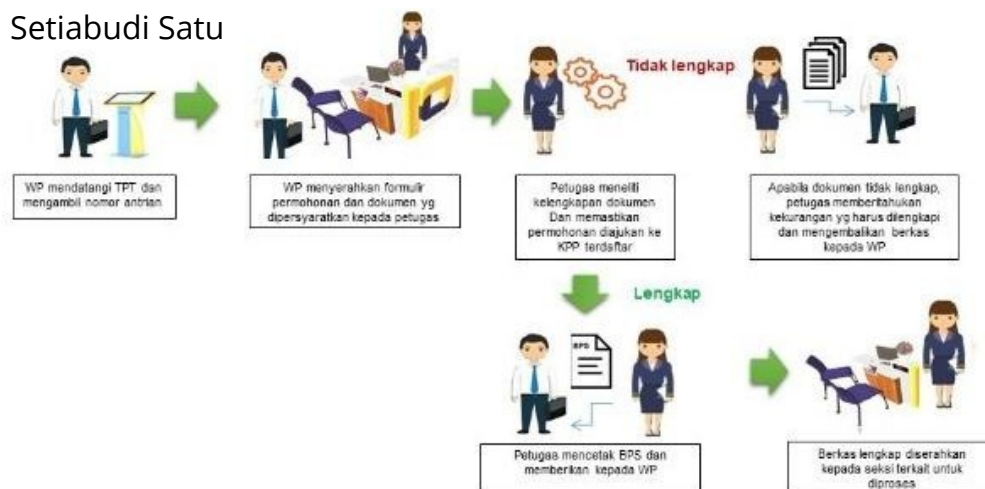 Setiabudi Satu
Tidak lengkap
WP mendatangi TPT dan
mengambil nomor antrian
WP menyerahkan formulir
permohonan dan dokumen yg
dipersyaratkan kepada petugas
Petugas meneliti
kelengkapan dokumen
Dan memastikan
permohonan diajukan ke
KPP terdaftar
Apabila dokumen tidak lengkap,
petugas memberitahukan
kekurangan yg harus dilengkapi
dan mengembalikan berkas
kepada WP
Lengkap
BPS
Petugas mencetak BPS dan
memberikan kepada WP
Berkas lengkap diserahkan
kepada seksi terkait untuk
diproses